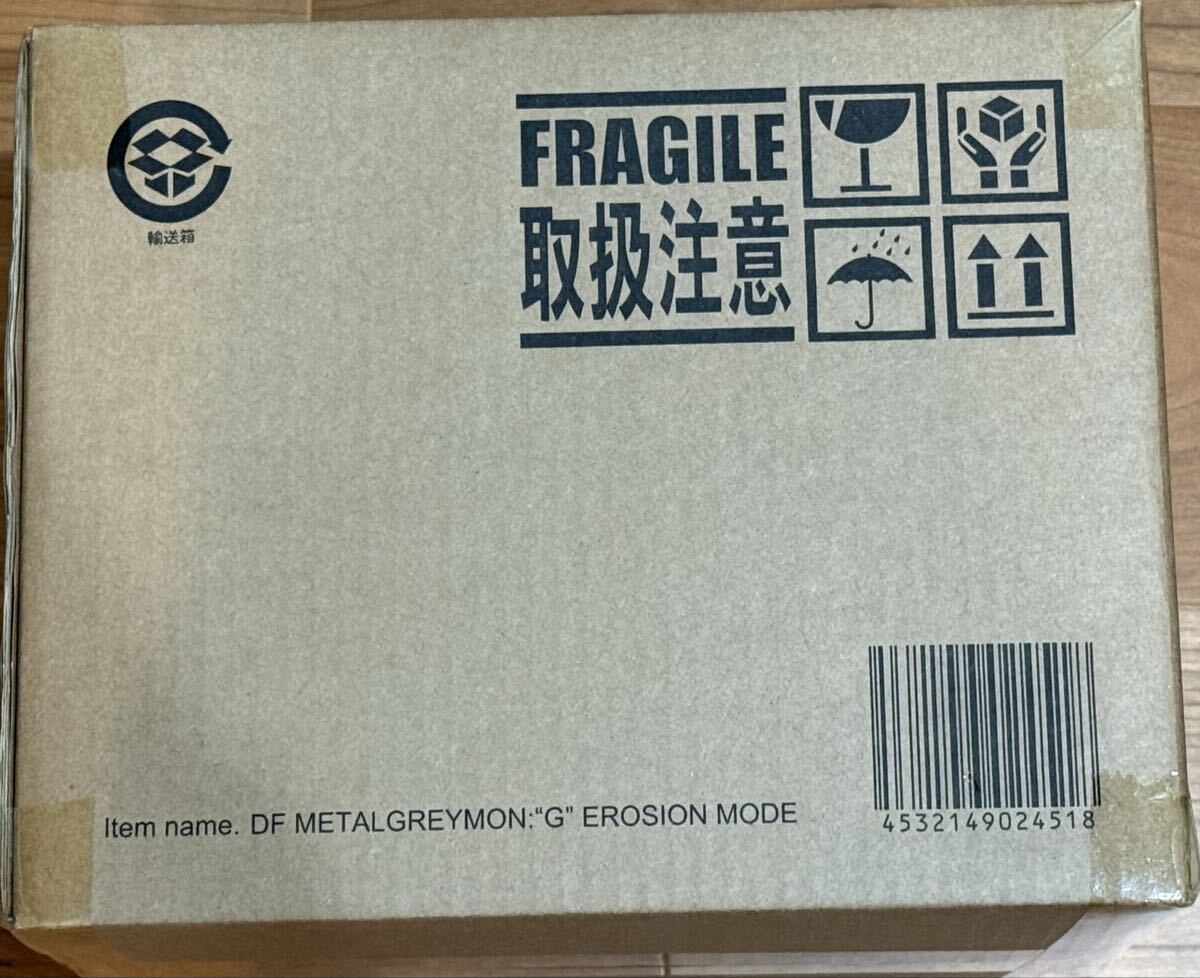 輸送箱
FRAGILE
取扱注意
Item name. DF METALGREYMON:“G” EROSION MODE
4532149024518